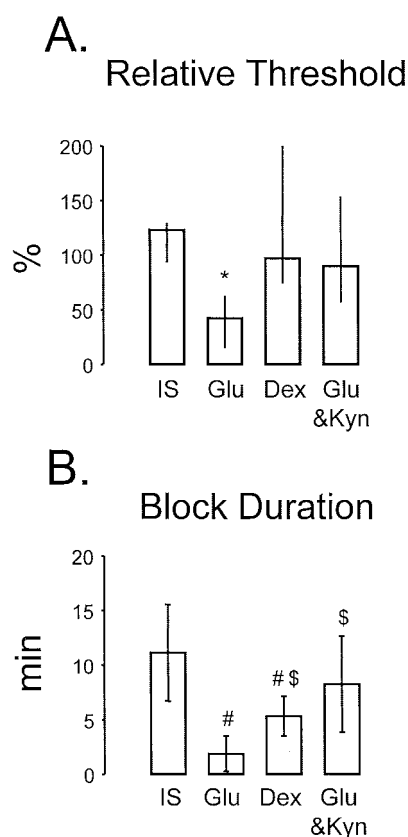 A.
Relative Threshold
200
150
100
50
0
%
*
IS Glu Dex Glu
&Kyn
B.
Block Duration
20
15
10
5
0
min
#
# $
$
IS Glu Dex Glu
&Kyn